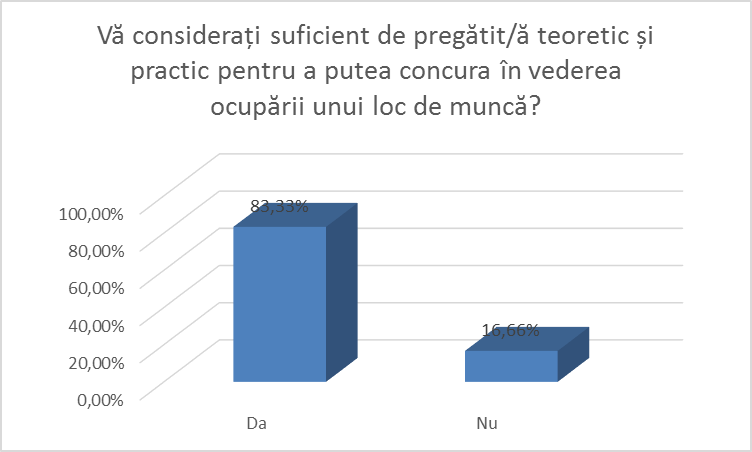 Vă considerați suficient de pregătit/ă teoretic și
practic pentru a putea concura în vederea
ocupării unui loc de muncă?
100,00%
80,00%
60,00%
40,00%
20,00%
0,00%
83,33%
16,66%
Da
Nu